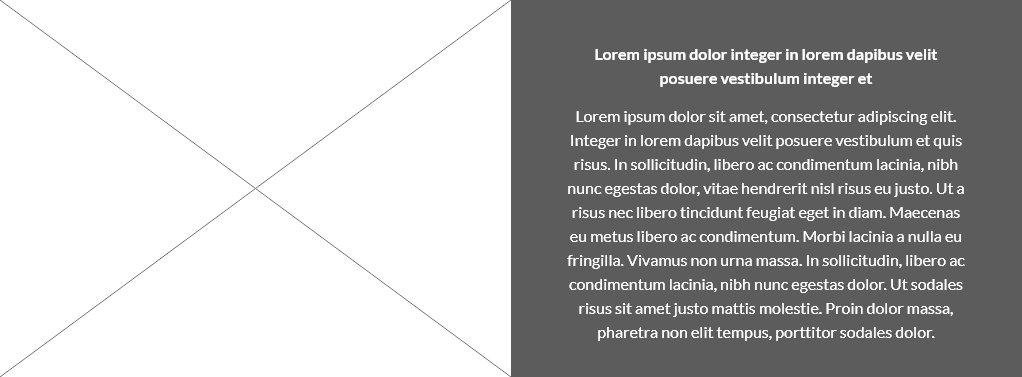 Lorem ipsum dolor integer in lorem dapibus velit
posuere vestibulum integer et
Lorem ipsum dolor sit amet, consectetur adipiscing elit.
Integer in lorem dapibus velit posuere vestibulum et quis
risus. In sollicitudin, libero ac condimentum lacinia, nibh
nunc egestas dolor, vitae hendrerit nisl risus eu justo. Ut a
risus nec libero tincidunt feugiat eget in diam. Maecenas
eu metus libero ac condimentum. Morbi lacinia a nulla eu
fringilla. Vivamus non urna massa. In sollicitudin, libero ac
condimentum lacinia, nibh nunc egestas dolor. Ut sodales
risus sit amet justo mattis molestie. Proin dolor massa,
pharetra non elit tempus, porttitor sodales dolor.